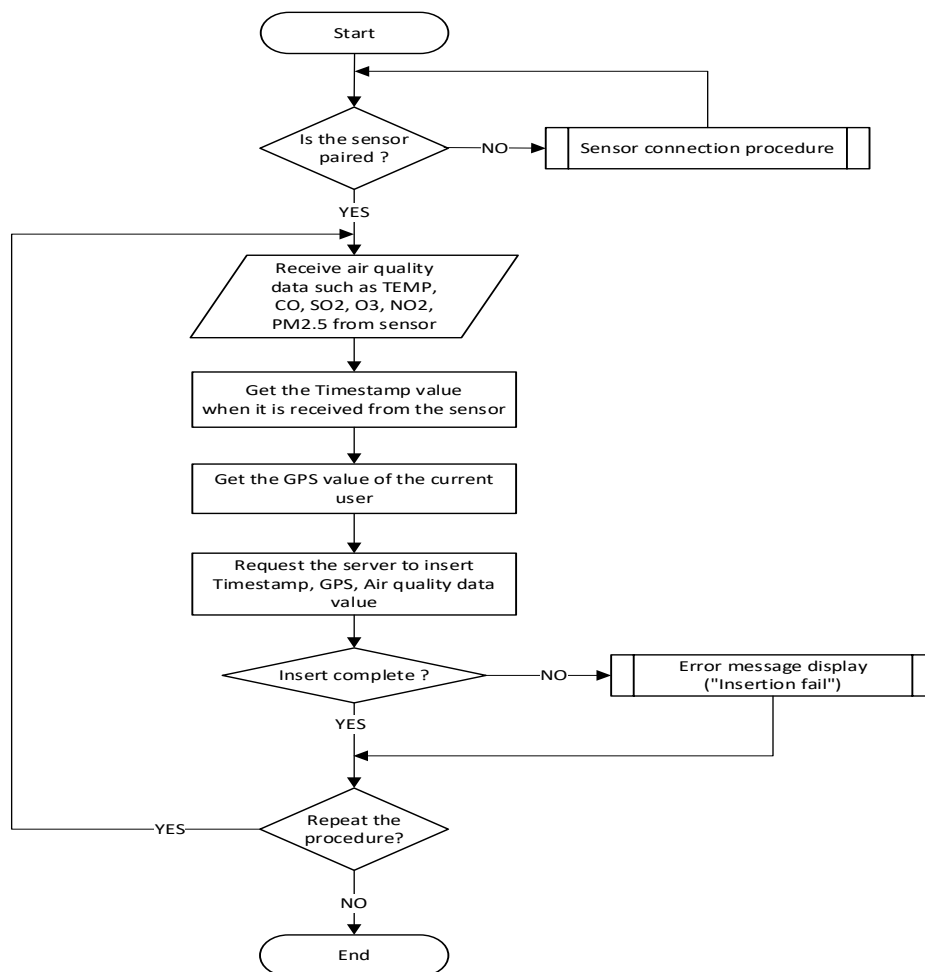 Start
Is the sensor
paired ?
NO
Sensor connection procedure
YES
Receive air quality
data such as TEMP,
CO, SO2, O3, NO2,
PM2.5 from sensor
Get the Timestamp value
when it is received from the sensor
Get the GPS value of the current
user
Request the server to insert
Timestamp, GPS, Air quality data
value
Insert complete ?
NO
Error message display
("Insertion fail")
YES
Repeat the
procedure?
YES
NO
End